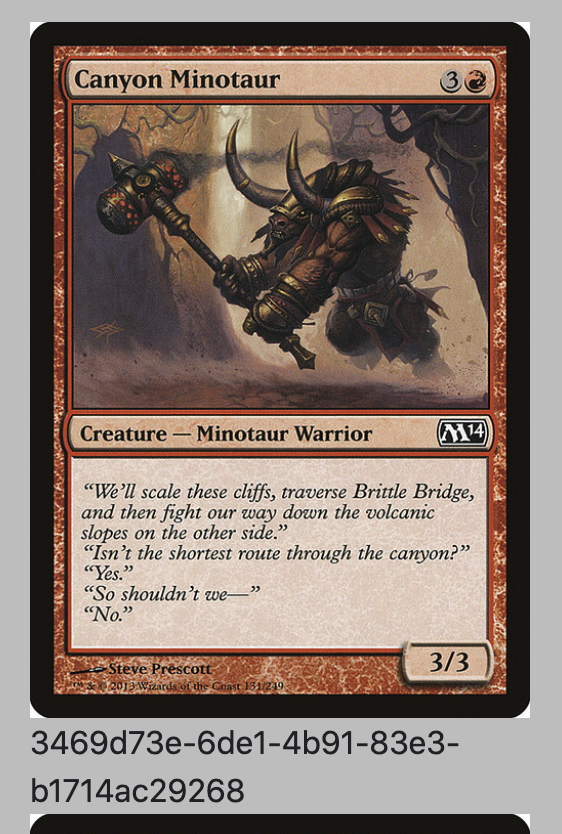 Canyon Minotaur
3
Creature — Minotaur Warrior
M14
“We’ll scale these cliffs, traverse Brittle Bridge,
and then fight our way down the volcanic
slopes on the other side.”
“Isn’t the shortest route through the canyon?”
“Yes.”
“So shouldn’t we—”
“No.”
3/3
Steve Prescott
™ & © 2013 Wizards of the Coast 131/249
3469d73e-6de1-4b91-83e3-
b1714ac29268